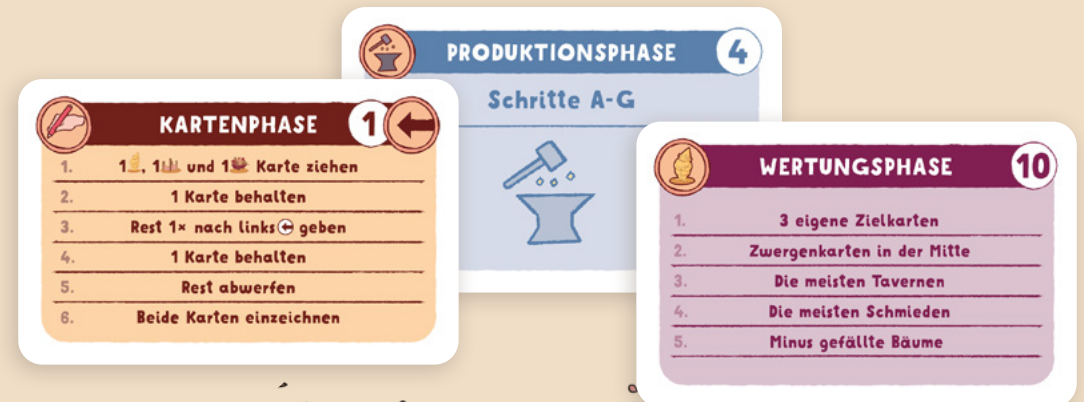 PRODUKTIONSPHASE 4
Schritte A-G
KARTENPHASE 1
1. 1, 1 und 1 Karte ziehen
2. 1 Karte behalten
3. Rest 1× nach links geben
4. 1 Karte behalten
5. Rest abwerfen
6. Beide Karten einzeichnen
WERTUNGSPHASE 10
1. 3 eigene Zielkarten
2. Zwergenkarten in der Mitte
3. Die meisten Tavernen
4. Die meisten Schmieden
5. Minus gefällte Bäume